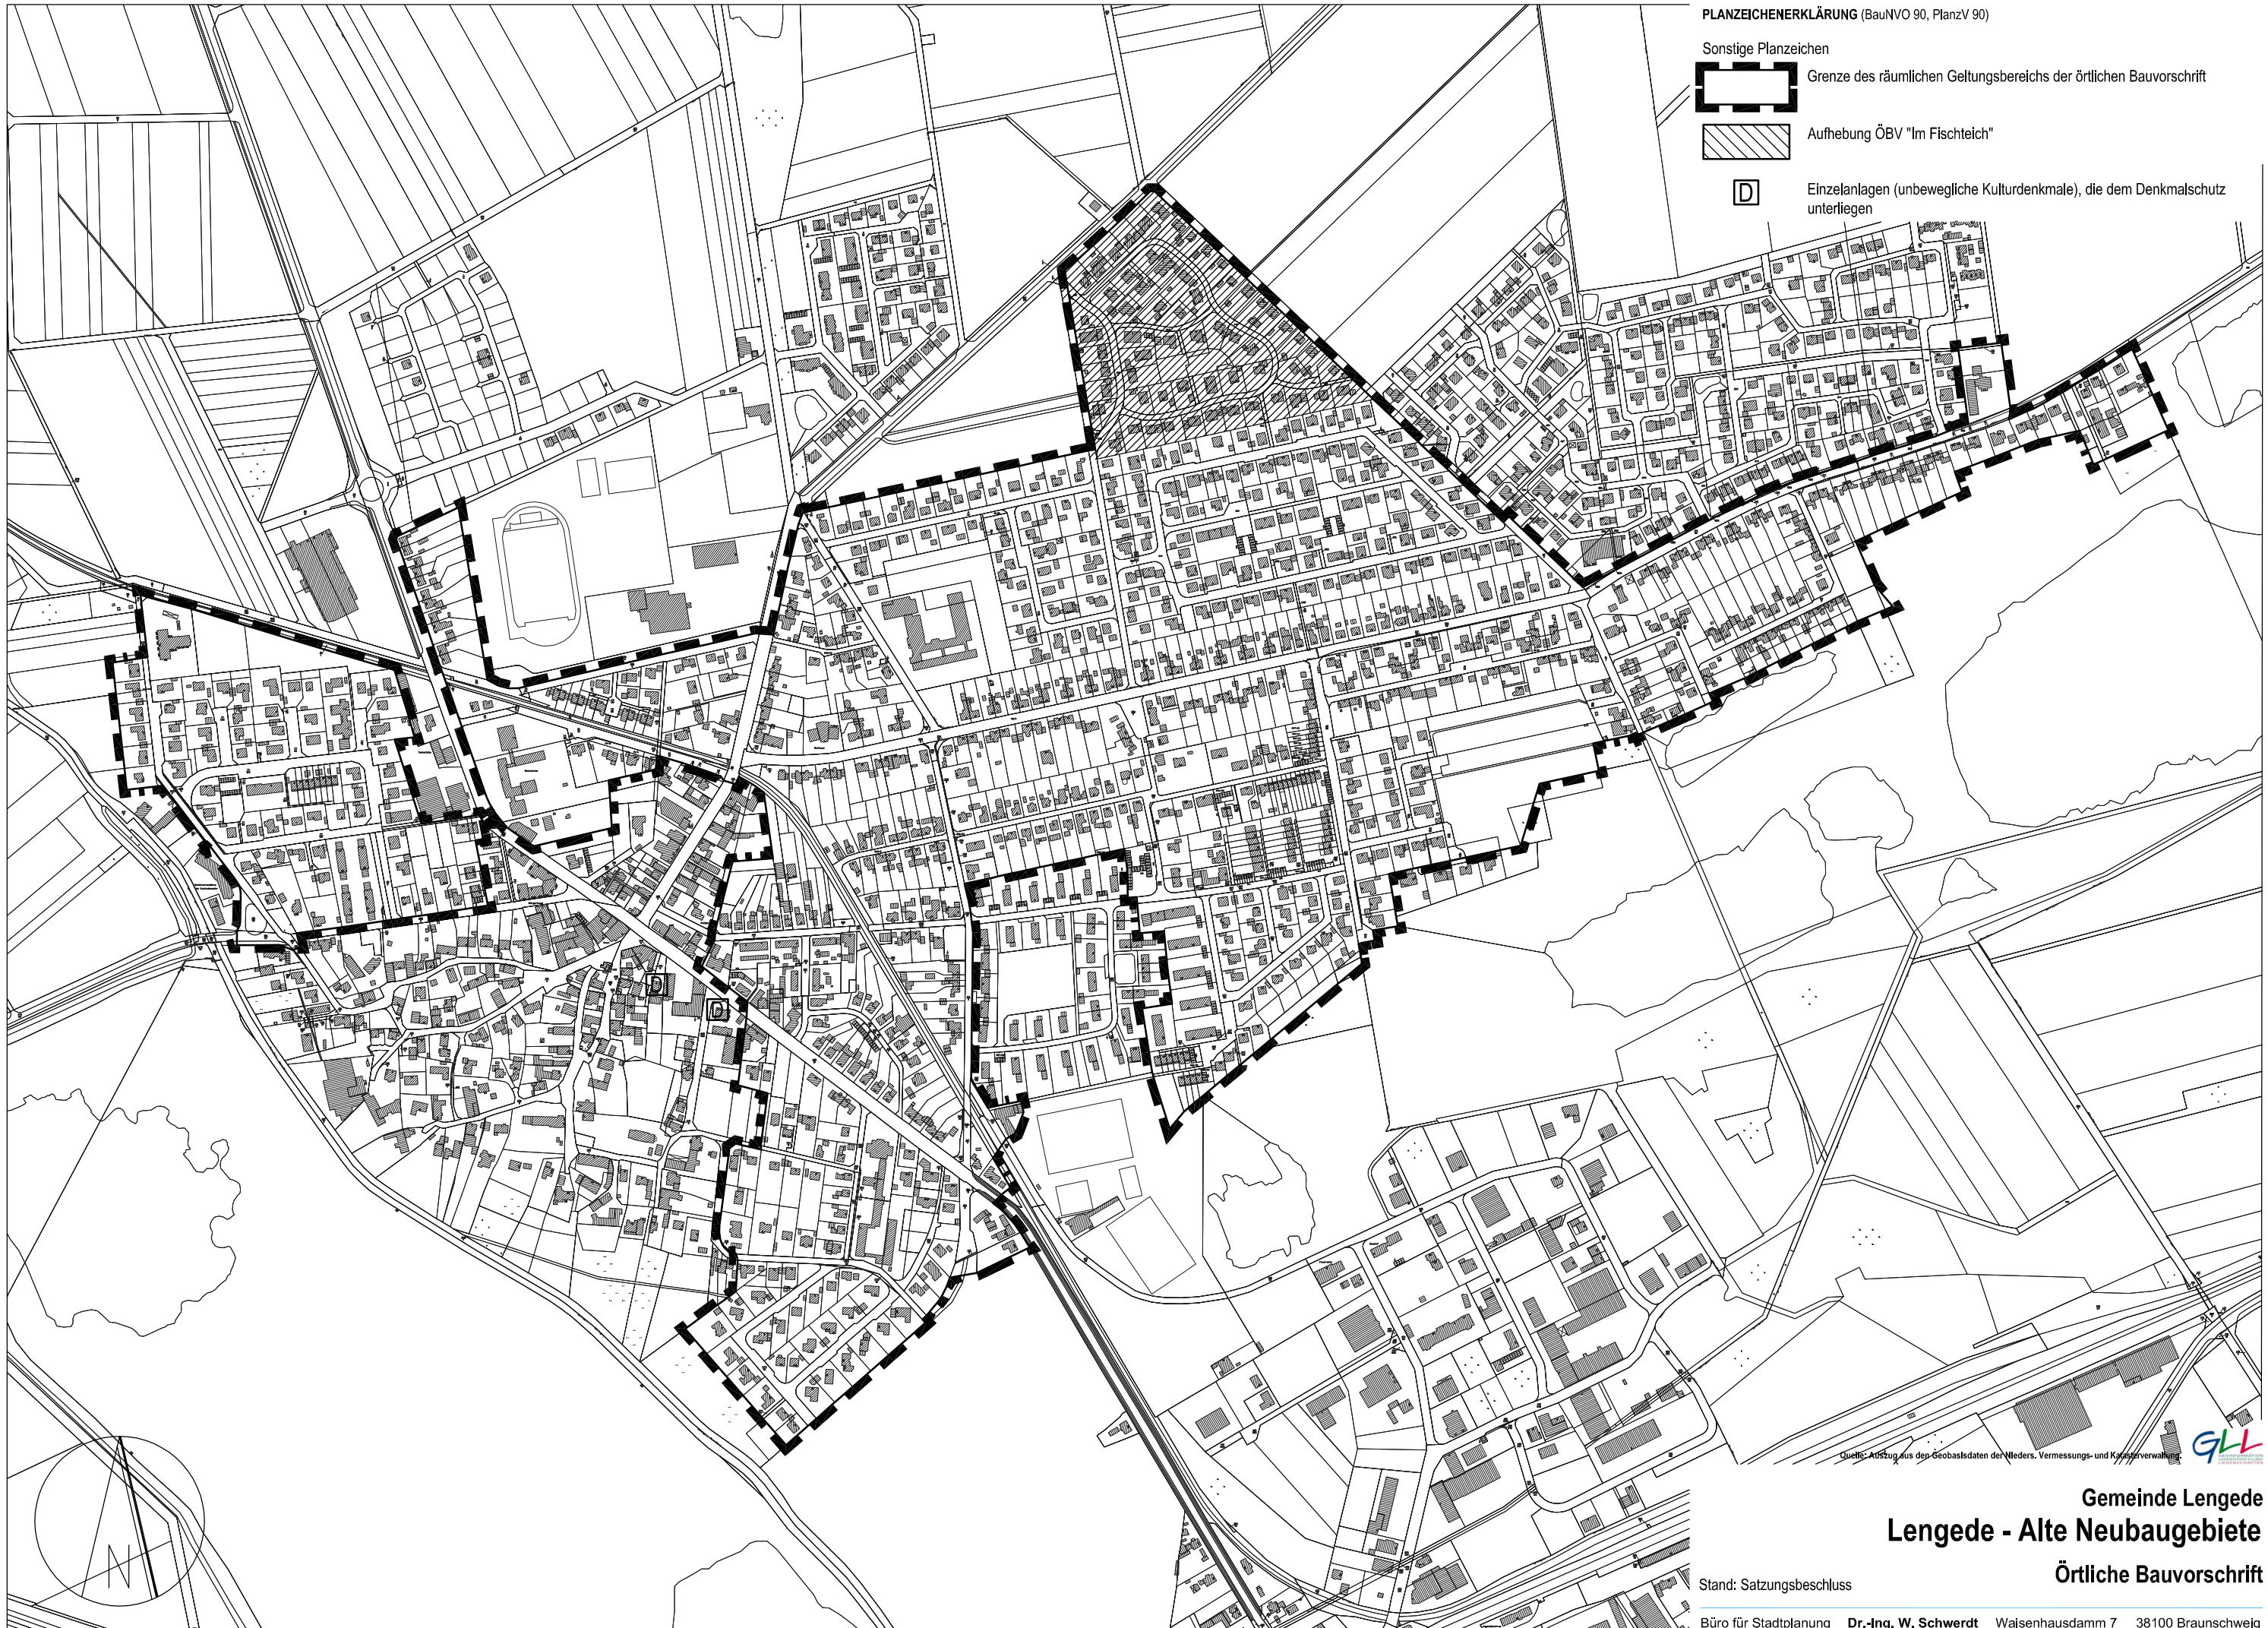 PLANZEICHENERKLÄRUNG (BauNVO 90, PlanzV 90)
Sonstige Planzeichen
Grenze des räumlichen Geltungsbereichs der örtlichen Bauvorschrift
Aufhebung ÖBV "Im Fischteich"
D
Einzelanlagen (unbewegliche Kulturdenkmale), die dem Denkmalschutz
unterliegen
D
D
N
Quelle: Auszug aus den Geobasisdaten der Nieders. Vermessungs- und Katasterverwaltung.
GLL
Gemeinde Lengede
Lengede - Alte Neubaugebiete
Örtliche Bauvorschrift
Stand: Satzungsbeschluss
Büro für Stadtplanung Dr.-Ing. W. Schwerdt Waisenhausdamm 7 38100 Braunschweig